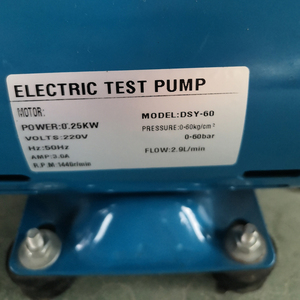 ELECTRIC TEST PUMP
MOTOR: MODEL:DSY-60
POWER:0.25KW PRESSURE:0-60kg/cm²
VOLTS:220V 0-60bar
Hz:50Hz FLOW:2.9L/min
AMP:3.0A
R.P.M:1440r/min